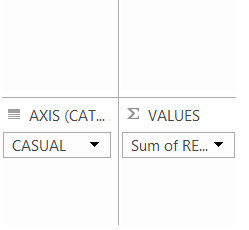 AXIS (CAT...
Σ VALUES
CASUAL
Sum of RE...